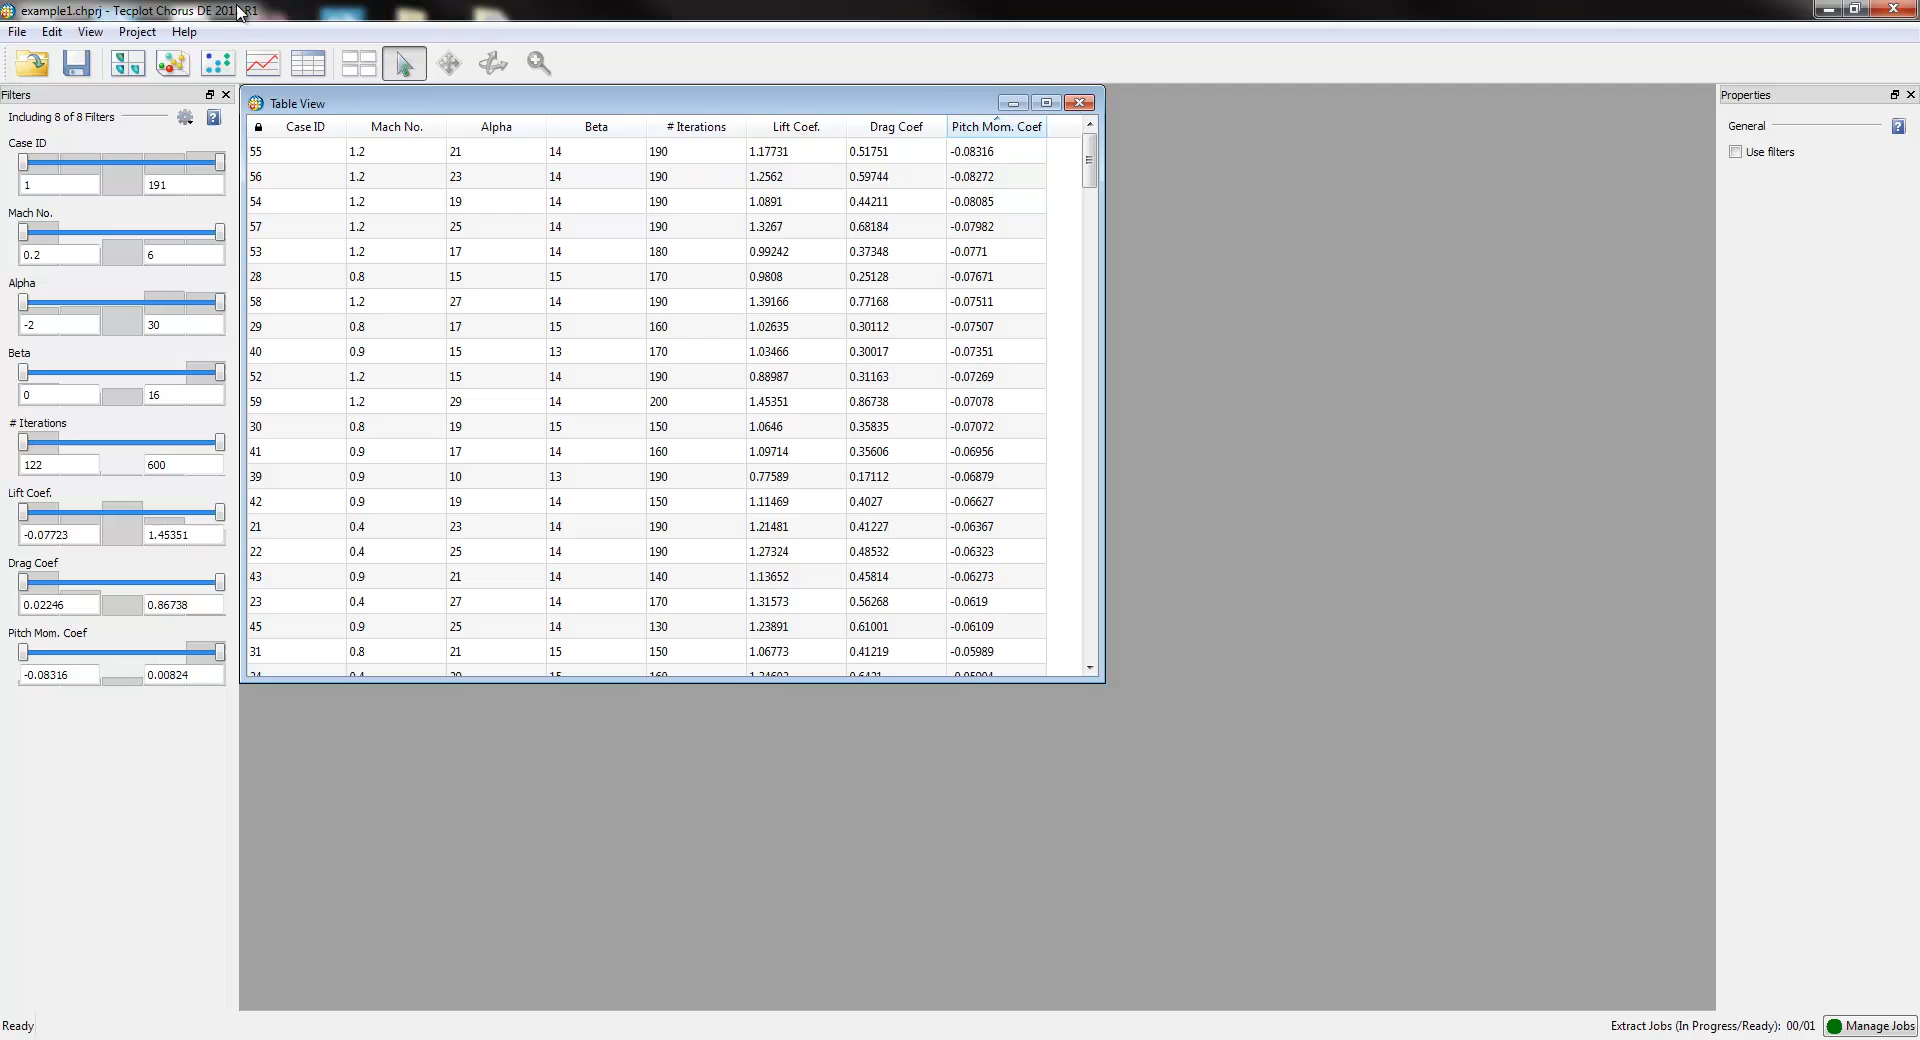 example1.chprj - Tecplot Chorus DE 201 R1
File Edit View Project Help
Filters
Including 8 of 8 Filters
Case ID
1 191
Mach No.
0.2 6
Alpha
-2 30
Beta
0 16
# Iterations
122 600
Lift Coef.
-0.07723 1.45351
Drag Coef
0.02246 0.86738
Pitch Mom. Coef
-0.08316 0.00824
Table View
Case ID Mach No. Alpha Beta # Iterations Lift Coef. Drag Coef Pitch Mom. Coef
55 1.2 21 14 190 1.17731 0.51751 -0.08316
56 1.2 23 14 190 1.2562 0.59744 -0.08272
54 1.2 19 14 190 1.0891 0.44211 -0.08085
57 1.2 25 14 190 1.3267 0.68184 -0.07982
53 1.2 17 14 180 0.99242 0.37348 -0.0771
28 0.8 15 15 170 0.9808 0.25128 -0.07671
58 1.2 27 14 190 1.39166 0.77168 -0.07511
29 0.8 17 15 160 1.02635 0.30112 -0.07507
40 0.9 15 13 170 1.03466 0.30017 -0.07351
52 1.2 15 14 190 0.88987 0.31163 -0.07269
59 1.2 29 14 200 1.45351 0.86738 -0.07078
30 0.8 19 15 150 1.0646 0.35835 -0.07072
41 0.9 17 14 160 1.09714 0.35606 -0.06956
39 0.9 10 13 190 0.77589 0.17112 -0.06879
42 0.9 19 14 150 1.11469 0.4027 -0.06627
21 0.4 23 14 190 1.21481 0.41227 -0.06367
22 0.4 25 14 190 1.27324 0.48532 -0.06323
43 0.9 21 14 140 1.13652 0.45814 -0.06273
23 0.4 27 14 170 1.31573 0.56268 -0.0619
45 0.9 25 14 130 1.23891 0.61001 -0.06109
31 0.8 21 15 150 1.06773 0.41219 -0.05989
Properties
General
Use filters
Ready
Extract Jobs (In Progress/Ready): 00/01 Manage Jobs